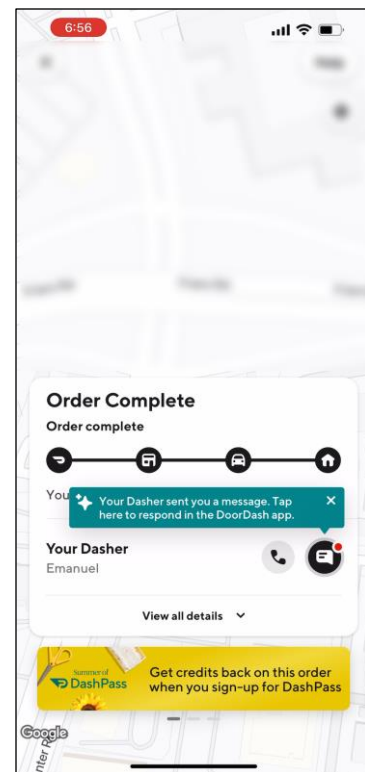 6:56
Order Complete
Order complete
You
Your Dasher sent you a message. Tap
here to respond in the DoorDash app.
Your Dasher
Emanuel
View all details
Summer of
DashPass
Get credits back on this order
when you sign-up for DashPass
Google
nter R